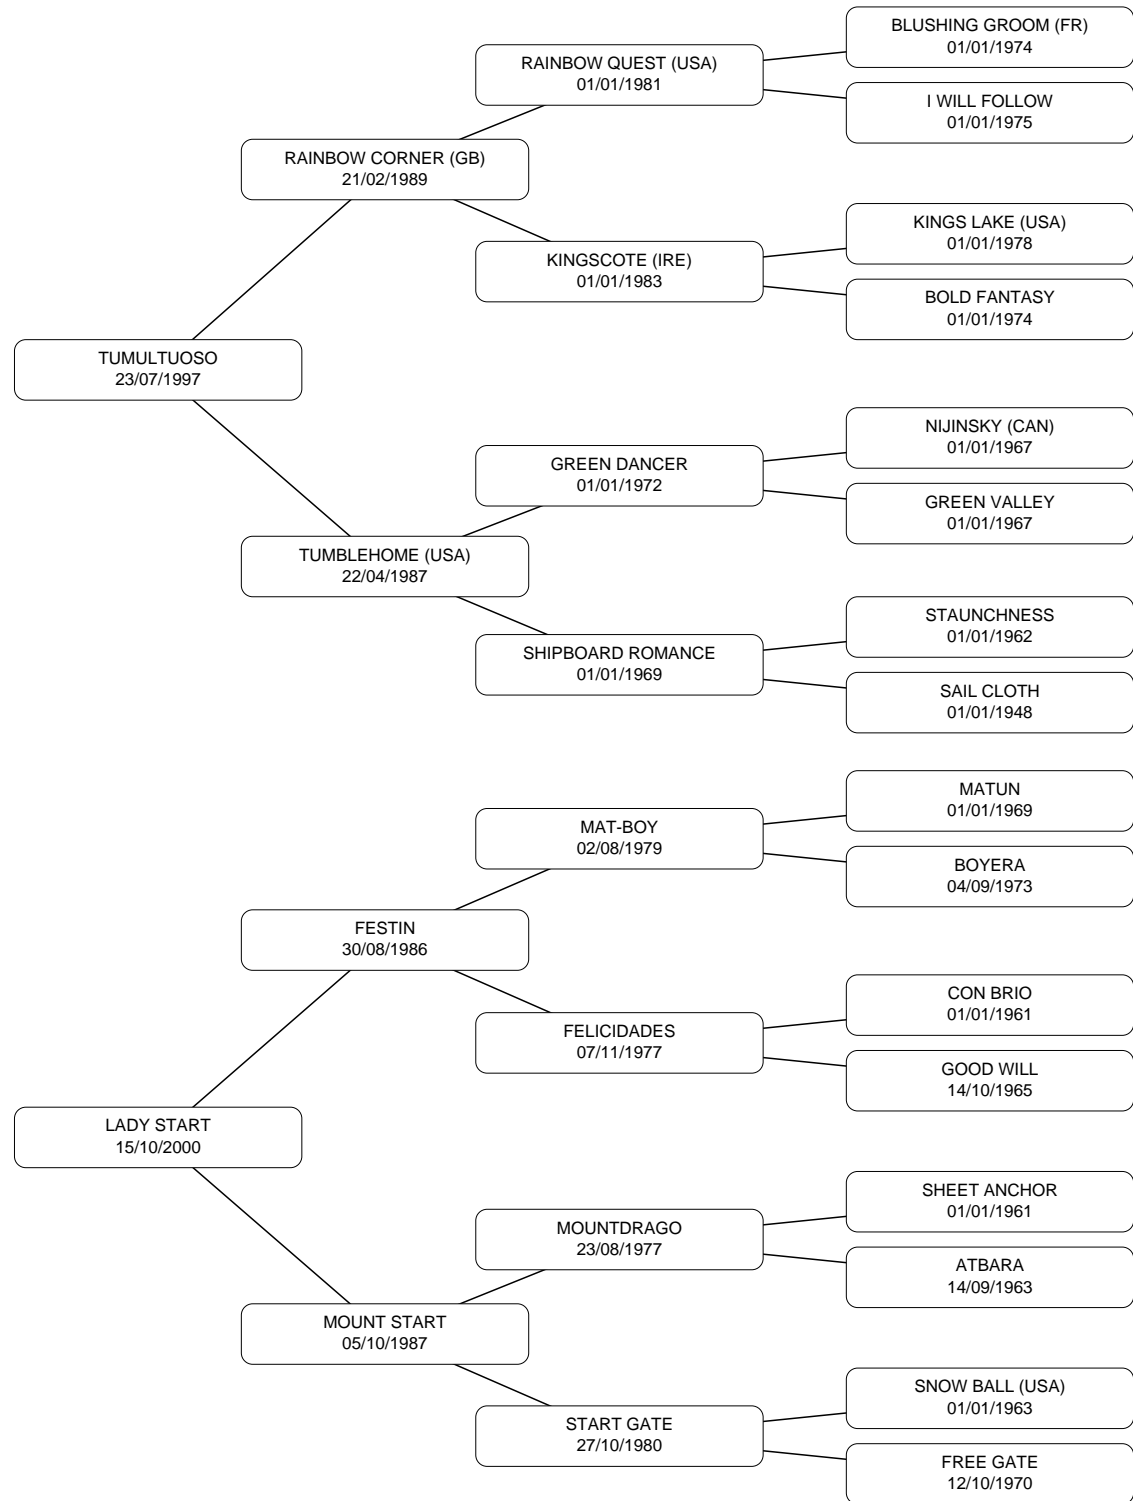 BLUSHING GROOM (FR)
01/01/1974
RAINBOW QUEST (USA)
01/01/1981
I WILL FOLLOW
01/01/1975
RAINBOW CORNER (GB)
21/02/1989
KINGS LAKE (USA)
01/01/1978
KINGSCOTE (IRE)
01/01/1983
BOLD FANTASY
01/01/1974
TUMULTUOSO
23/07/1997
NIJINSKY (CAN)
01/01/1967
GREEN DANCER
01/01/1972
GREEN VALLEY
01/01/1967
TUMBLEHOME (USA)
22/04/1987
STAUNCHNESS
01/01/1962
SHIPBOARD ROMANCE
01/01/1969
SAIL CLOTH
01/01/1948
MATUN
01/01/1969
MAT-BOY
02/08/1979
BOYERA
04/09/1973
FESTIN
30/08/1986
CON BRIO
01/01/1961
FELICIDADES
07/11/1977
GOOD WILL
14/10/1965
LADY START
15/10/2000
SHEET ANCHOR
01/01/1961
MOUNTDRAGO
23/08/1977
ATBARA
14/09/1963
MOUNT START
05/10/1987
SNOW BALL (USA)
01/01/1963
START GATE
27/10/1980
FREE GATE
12/10/1970